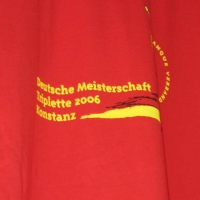 Deutsche Meisterschaft
Triplette 2006
Konstanz